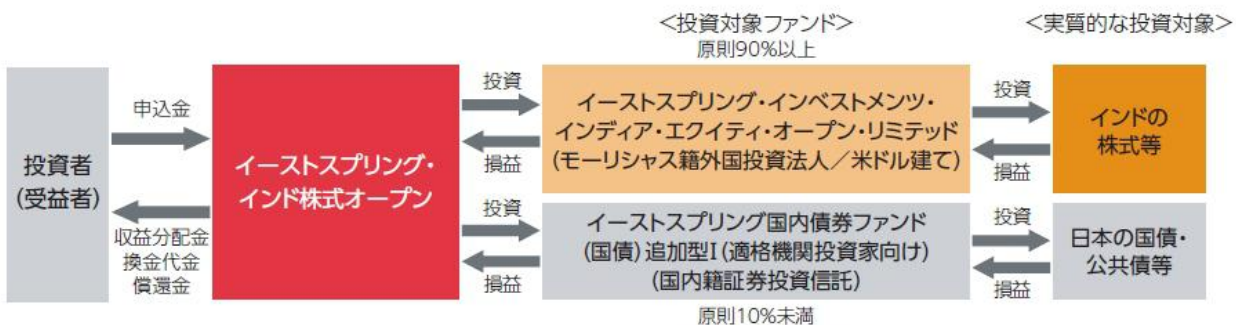 ＜投資対象ファンド＞
原則90%以上
＜実質的な投資対象＞
投資者
(受益者)
申込金
収益分配金
換金代金
償還金
イーストスプリング・
インド株式オープン
投資
損益
イーストスプリング・インベストメンツ・
インディア・エクイティ・オープン・リミテッド
(モーリシャス籍外国投資法人／米ドル建て)
投資
損益
インドの
株式等
投資
損益
イーストスプリング国内債券ファンド
(国債)追加型I(適格機関投資家向け)
(国内籍証券投資信託)
原則10%未満
投資
損益
日本の国債・
公共債等